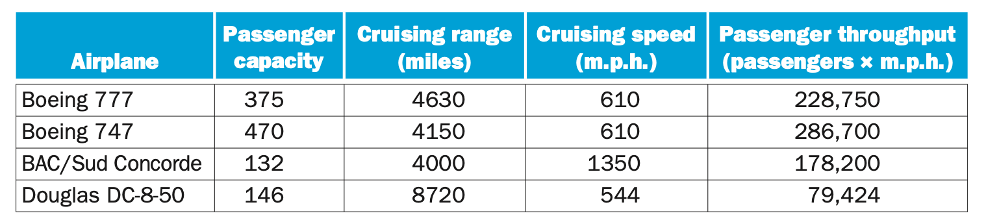 Airplane Passenger capacity Cruising range (miles) Cruising speed (m.p.h.) Passenger throughput (passengers × m.p.h.)
Boeing 777 375 4630 610 228,750
Boeing 747 470 4150 610 286,700
BAC/Sud Concorde 132 4000 1350 178,200
Douglas DC-8-50 146 8720 544 79,424